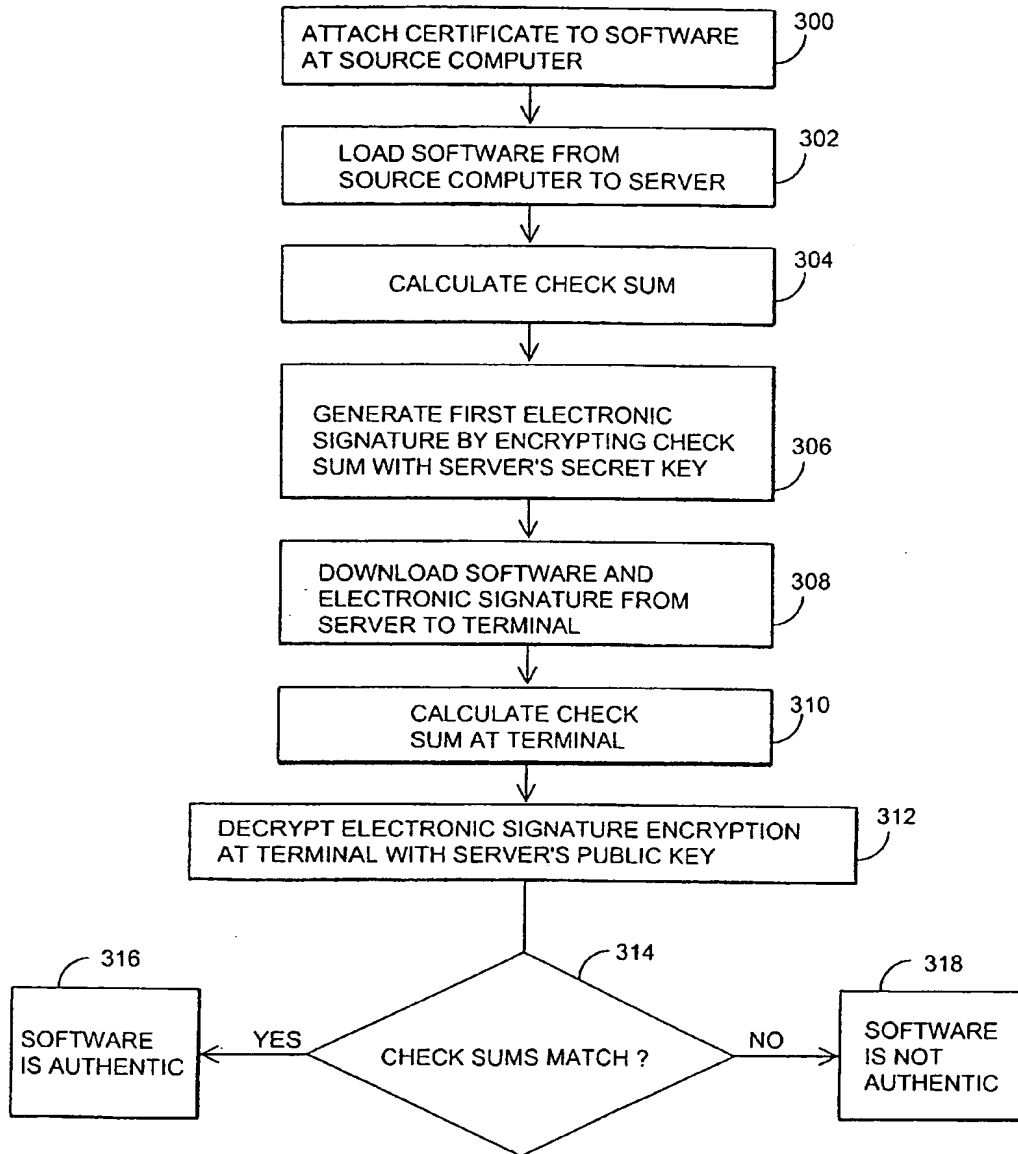 ATTACH CERTIFICATE TO SOFTWARE
AT SOURCE COMPUTER
300
LOAD SOFTWARE FROM
SOURCE COMPUTER TO SERVER
302
CALCULATE CHECK SUM
304
GENERATE FIRST ELECTRONIC
SIGNATURE BY ENCRYPTING CHECK
SUM WITH SERVER'S SECRET KEY
306
DOWNLOAD SOFTWARE AND
ELECTRONIC SIGNATURE FROM
SERVER TO TERMINAL
308
CALCULATE CHECK
SUM AT TERMINAL
310
DECRYPT ELECTRONIC SIGNATURE ENCRYPTION
AT TERMINAL WITH SERVER'S PUBLIC KEY
312
314
CHECK SUMS MATCH ?
YES
316
SOFTWARE
IS AUTHENTIC
NO
318
SOFTWARE
IS NOT
AUTHENTIC